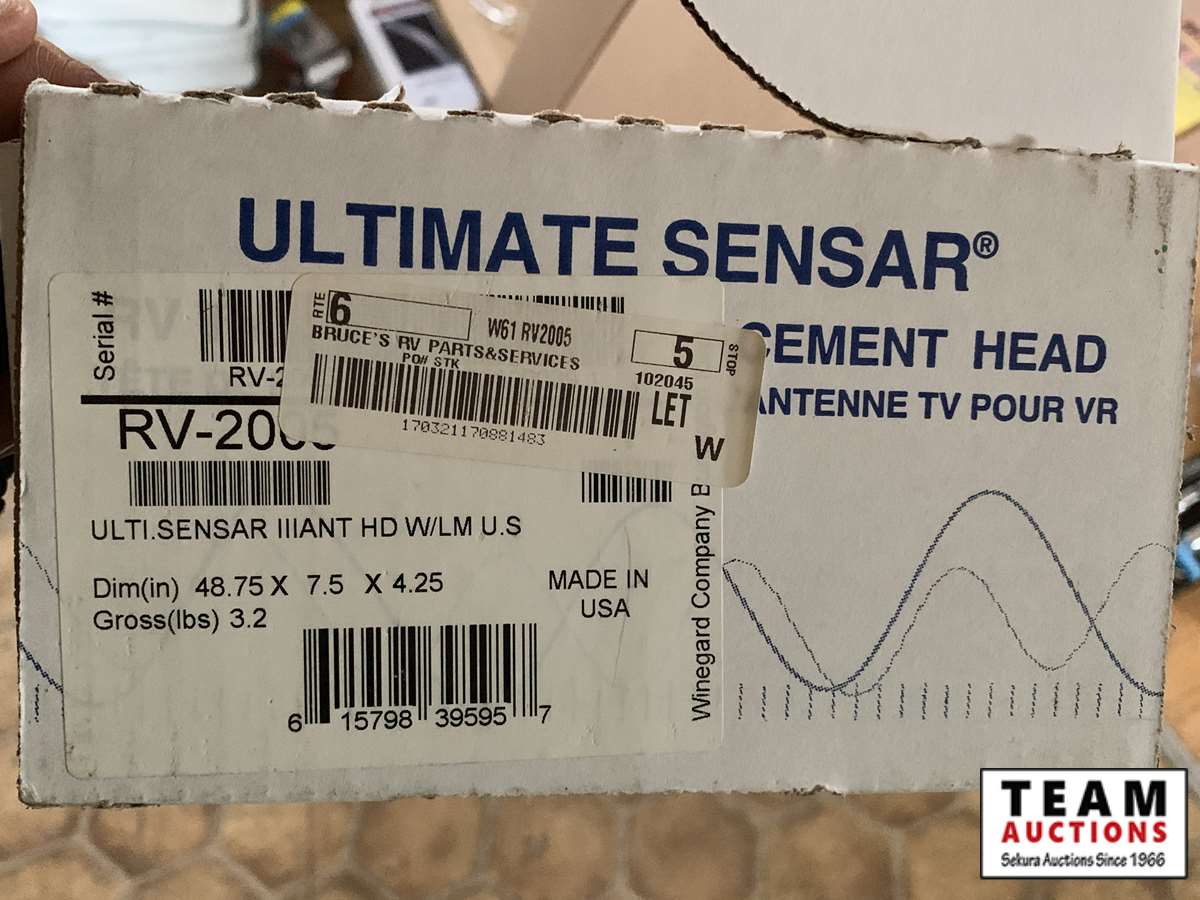 ULTIMATE SENSAR®
CEMENT HEAD
ANTENNE TV POUR VR
Serial #
RV-2
RTE 6
W61 RV2005
5 STOP
BRUCE'S RV PARTS&SERVICES
PO# STK
102045
LET
W
170321170881483
RV-2005
ULTI.SENSAR IIIANT HD W/LM U.S
Dim(in) 48.75 X 7.5 X 4.25
Gross(lbs) 3.2
MADE IN
USA
6 15798 39595 7
Winegard Company B
TEAM
AUCTIONS
Sekura Auctions Since 1966